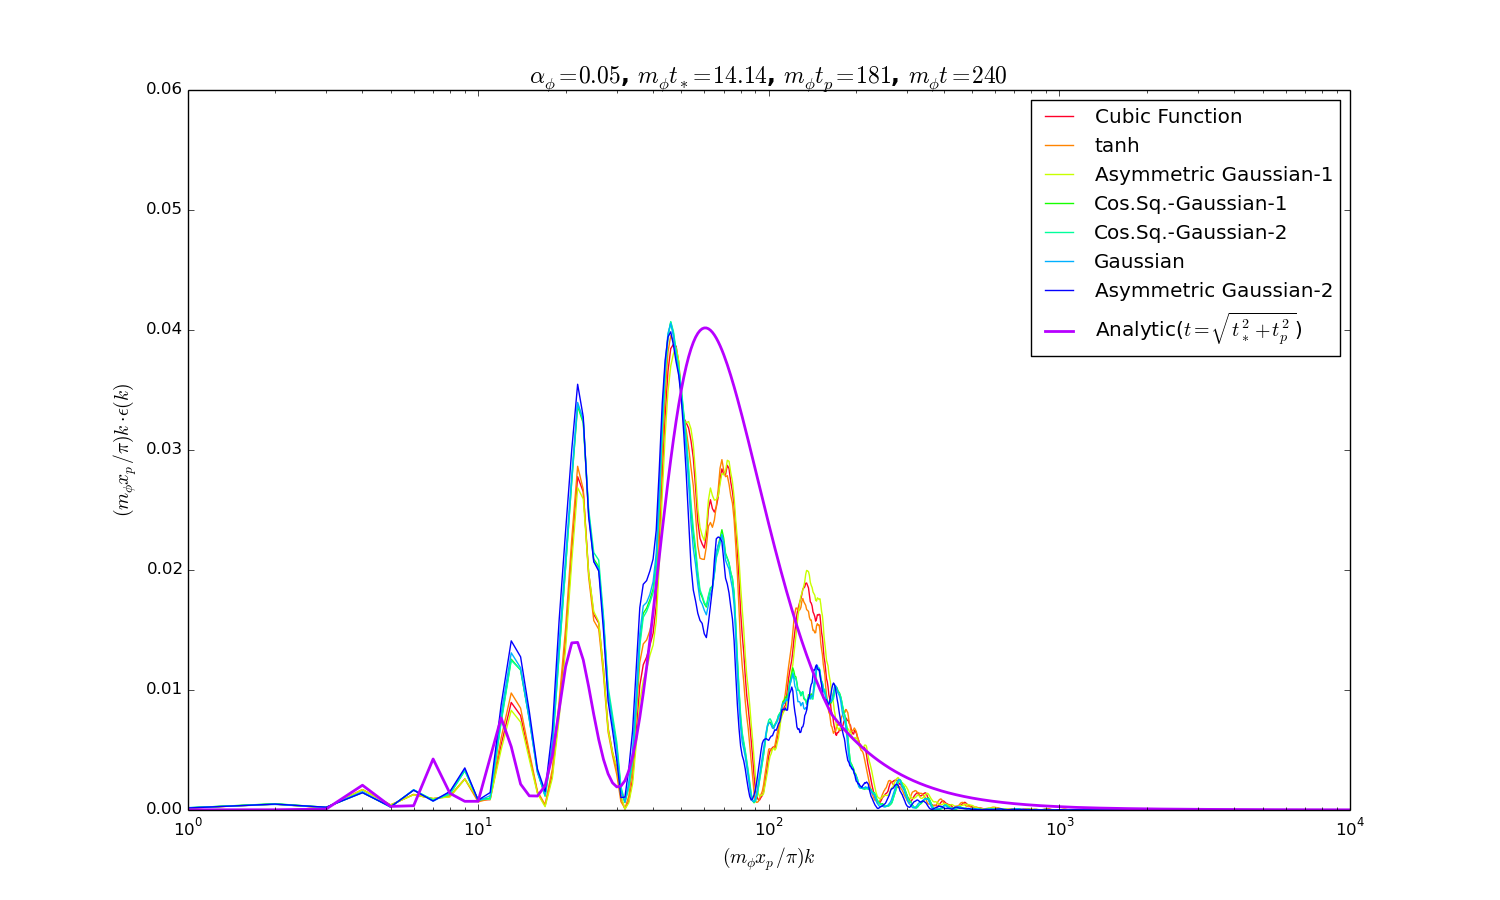 α_ϕ=0.05, m_ϕt_*=14.14, m_ϕt_p=181, m_ϕt=240
0.06
0.05
0.04
0.03
0.02
0.01
0.00
(m_ϕx_p/π)k·ϵ(k)
Cubic Function
tanh
Asymmetric Gaussian-1
Cos.Sq.-Gaussian-1
Cos.Sq.-Gaussian-2
Gaussian
Asymmetric Gaussian-2
Analytic(t=√(t_*^2+t_p^2))
10^0 10^1 10^2 10^3 10^4
(m_ϕx_p/π)k